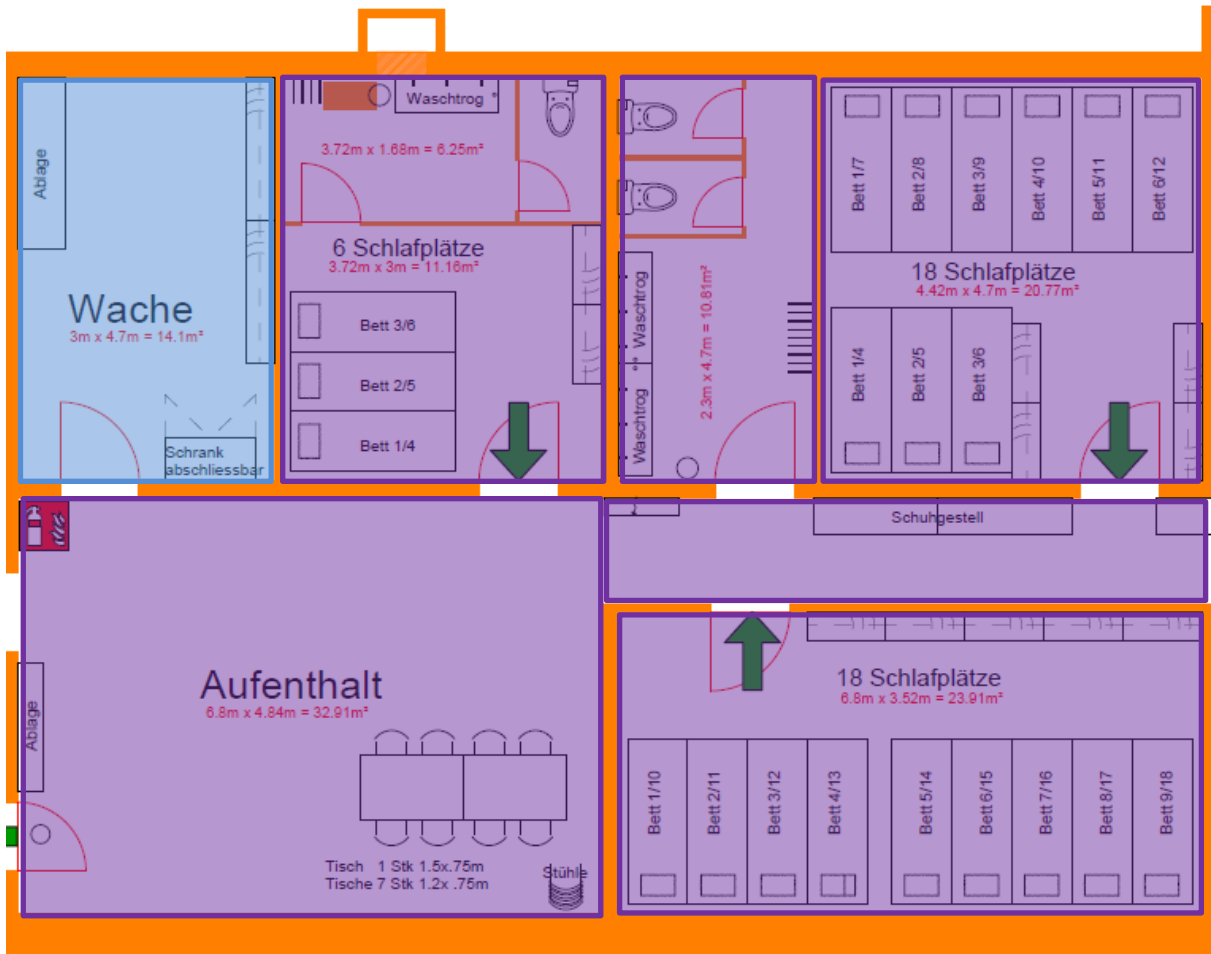 Ablage
Wache
3m x 4.7m = 14.1m²
Schrank
abschliessbar
Waschtrog
3.72m x 1.68m = 6.25m²
6 Schlafplätze
3.72m x 3m = 11.16m²
Bett 3/6
Bett 2/5
Bett 1/4
Waschtrog
Waschtrog
2.3m x 4.7m = 10.81m²
Bett 1/7
Bett 2/8
Bett 3/9
Bett 4/10
Bett 5/11
Bett 6/12
18 Schlafplätze
4.42m x 4.7m = 20.77m²
Bett 1/4
Bett 2/5
Bett 3/6
Schuhgestell
Aufenthalt
6.8m x 4.84m = 32.91m²
Ablage
Tisch 1 Stk 1.5x.75m
Tische 7 Stk 1.2x .75m
Stühle
18 Schlafplätze
6.8m x 3.52m = 23.91m²
Bett 1/10
Bett 2/11
Bett 3/12
Bett 4/13
Bett 5/14
Bett 6/15
Bett 7/16
Bett 8/17
Bett 9/18